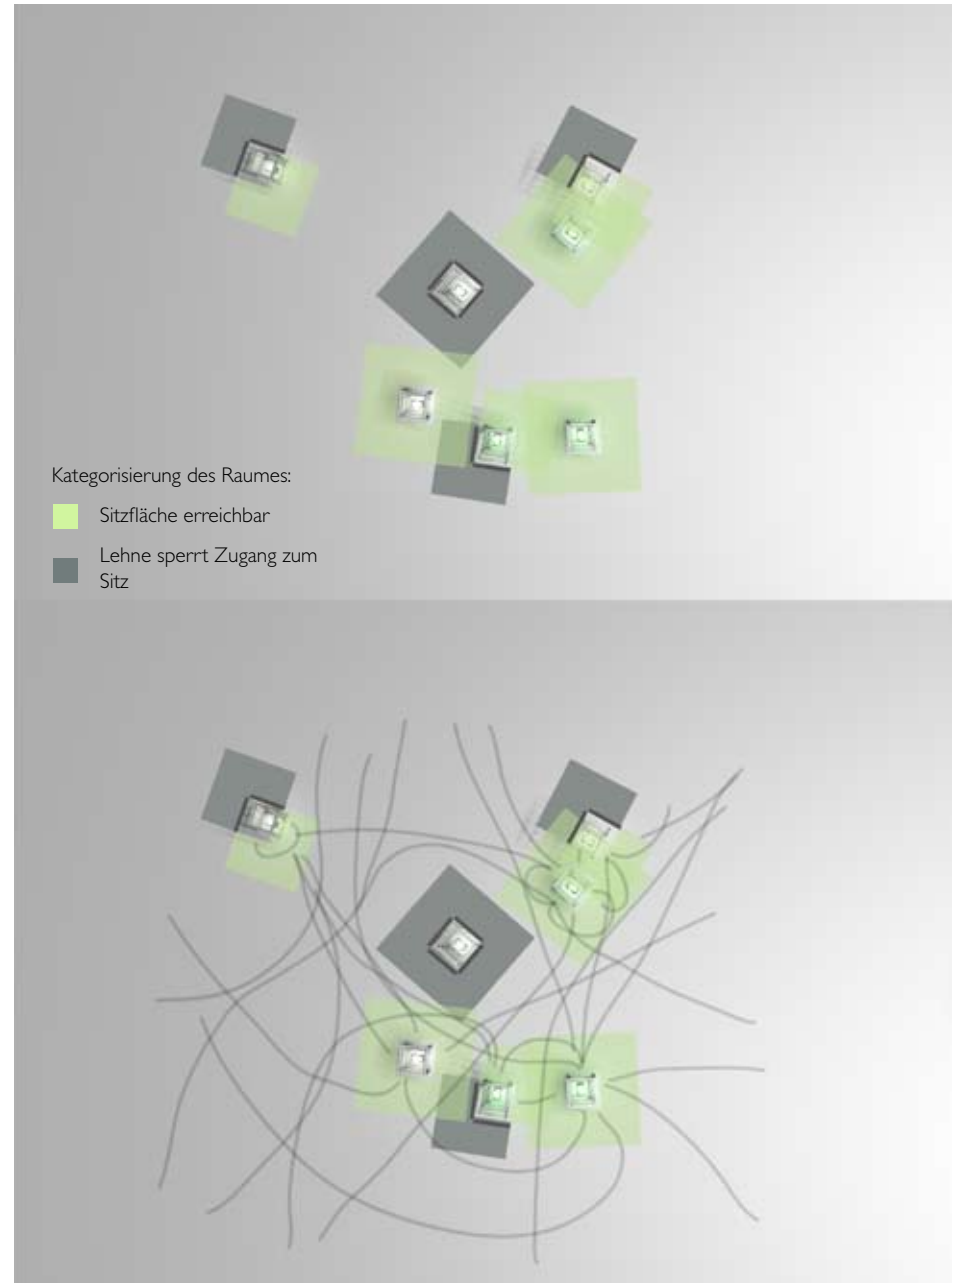 Kategorisierung des Raumes:
Sitzfläche erreichbar
Lehne sperrt Zugang zum
Sitz